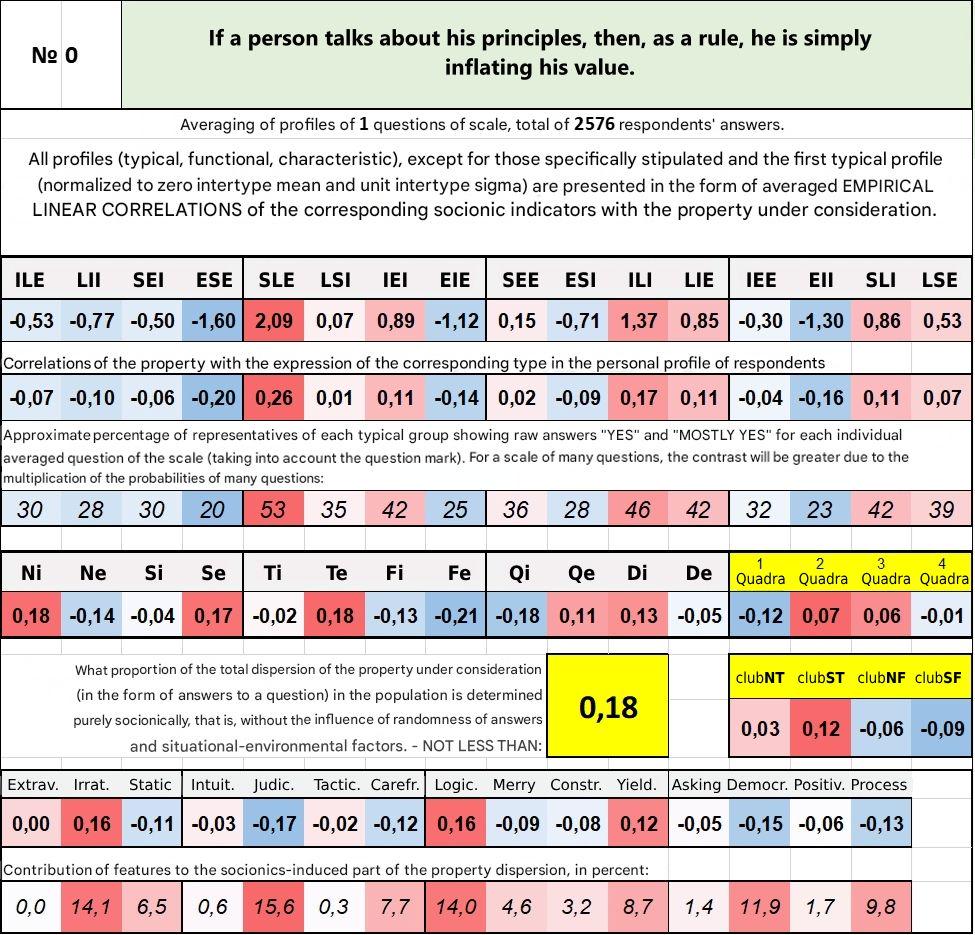 № 0
If a person talks about his principles, then, as a rule, he is simply
inflating his value.
Averaging of profiles of 1 questions of scale, total of 2576 respondents' answers.
All profiles (typical, functional, characteristic), except for those specifically stipulated and the first typical profile
(normalized to zero intertype mean and unit intertype sigma) are presented in the form of averaged EMPIRICAL
LINEAR CORRELATIONS of the corresponding socionic indicators with the property under consideration.
ILE LII SEI ESE SLE LSI IEI EIE SEE ESI ILI LIE IEE EII SLI LSE
-0,53 -0,77 -0,50 -1,60 2,09 0,07 0,89 -1,12 0,15 -0,71 1,37 0,85 -0,30 -1,30 0,86 0,53
Correlations of the property with the expression of the corresponding type in the personal profile of respondents
-0,07 -0,10 -0,06 -0,20 0,26 0,01 0,11 -0,14 0,02 -0,09 0,17 0,11 -0,04 -0,16 0,11 0,07
Approximate percentage of representatives of each typical group showing raw answers "YES" and "MOSTLY YES" for each individual
averaged question of the scale (taking into account the question mark). For a scale of many questions, the contrast will be greater due to the
multiplication of the probabilities of many questions:
30 28 30 20 53 35 42 25 36 28 46 42 32 23 42 39
Ni Ne Si Se Ti Te Fi Fe Qi Qe Di De 1 Quadra 2 Quadra 3 Quadra 4 Quadra
0,18 -0,14 -0,04 0,17 -0,02 0,18 -0,13 -0,21 -0,18 0,11 0,13 -0,05 -0,12 0,07 0,06 -0,01
What proportion of the total dispersion of the property under consideration
(in the form of answers to a question) in the population is determined
purely socionically, that is, without the influence of randomness of answers
and situational-environmental factors. - NOT LESS THAN:
0,18
clubNT clubST clubNF clubSF
0,03 0,12 -0,06 -0,09
Extrav. Irrat. Static Intuit. Judic. Tactic. Carefr. Logic. Merry Constr. Yield. Asking Democr. Positiv. Process
0,00 0,16 -0,11 -0,03 -0,17 -0,02 -0,12 0,16 -0,09 -0,08 0,12 -0,05 -0,15 -0,06 -0,13
Contribution of features to the socionics-induced part of the property dispersion, in percent:
0,0 14,1 6,5 0,6 15,6 0,3 7,7 14,0 4,6 3,2 8,7 1,4 11,9 1,7 9,8